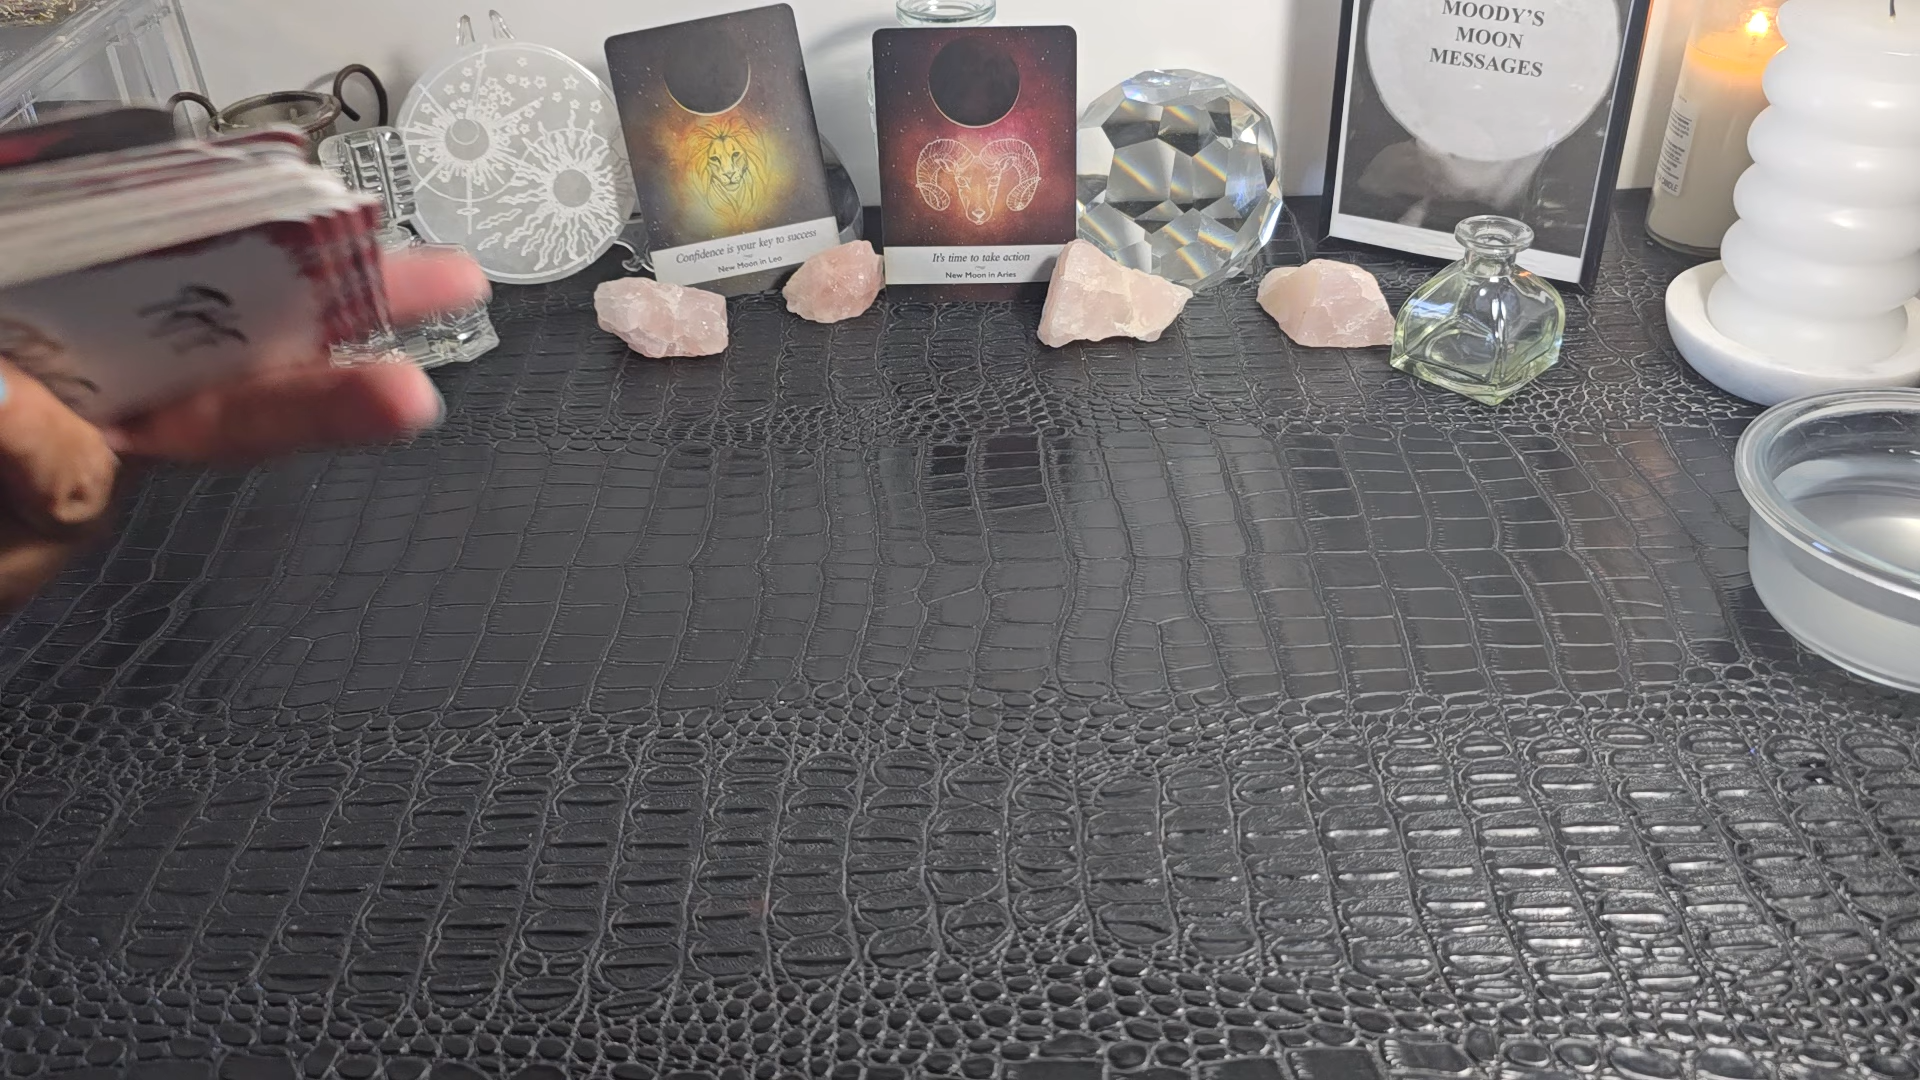 Confidence is your key to success
New Moon in Leo
It's time to take action
New Moon in Aries
MOODY'S
MOON
MESSAGES